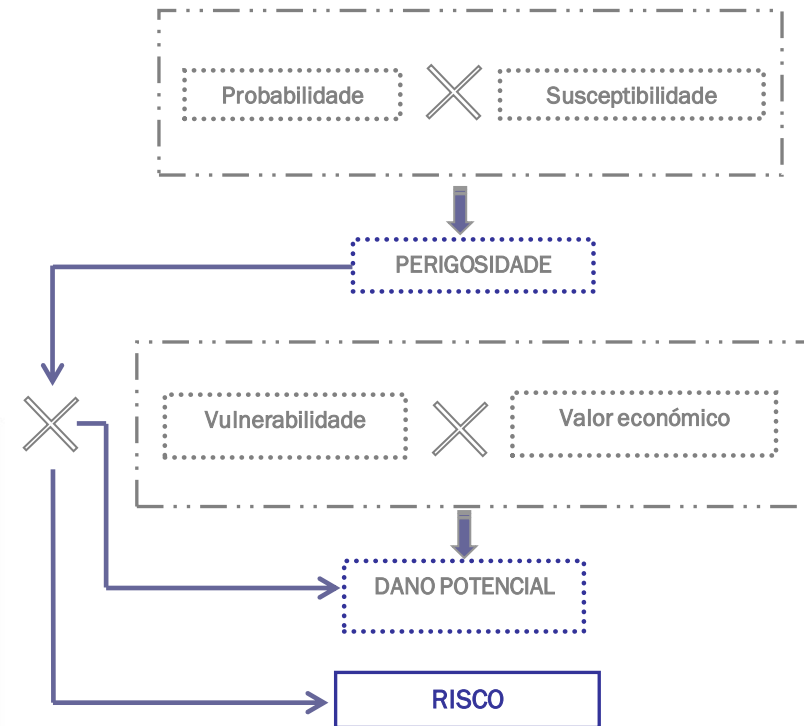 Probabilidade
Susceptibilidade
PERIGOSIDADE
Vulnerabilidade
Valor económico
DANO POTENCIAL
RISCO